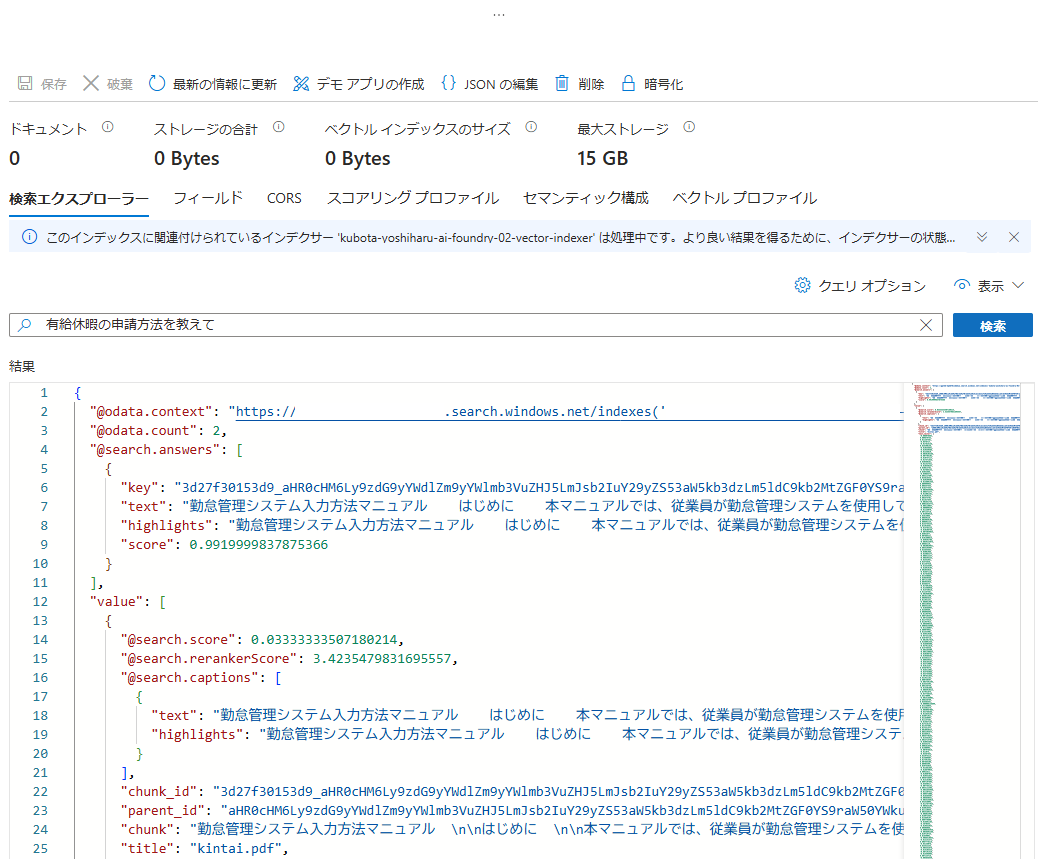 …
保存 破棄 最新の情報に更新 デモ アプリの作成 {} JSON の編集 削除 暗号化
ドキュメント ストレージの合計 ベクトル インデックスのサイズ 最大ストレージ
0 0 Bytes 0 Bytes 15 GB
検索エクスプローラー フィールド CORS スコアリング プロファイル セマンティック構成 ベクトル プロファイル
このインデックスに関連付けられているインデクサー 'kubota-yoshiharu-ai-foundry-02-vector-indexer' は処理中です。より良い結果を得るために、インデクサーの状態...
クエリ オプション 表示
有給休暇の申請方法を教えて 検索
結果
1 {
2 "@odata.context": "https:// .search.windows.net/indexes('
3 "@odata.count": 2,
4 "@search.answers": [
5 {
6 "key": "3d27f30153d9_aHR0cHM6Ly9zdG9yYWdlZm9yYWlmb3VuZHJ5LmJsb2IuY29yZS53aW5kb3dzLm5ldC9kb2MtZGF0YS9ra
7 "text": "勤怠管理システム入力方法マニュアル はじめに 本マニュアルでは、従業員が勤怠管理システムを使用して
8 "highlights": "勤怠管理システム入力方法マニュアル はじめに 本マニュアルでは、従業員が勤怠管理システムを使
9 "score": 0.9919999837875366
10 }
11 ],
12 "value": [
13 {
14 "@search.score": 0.03333333507180214,
15 "@search.rerankerScore": 3.4235479831695557,
16 "@search.captions": [
17 {
18 "text": "勤怠管理システム入力方法マニュアル はじめに 本マニュアルでは、従業員が勤怠管理システムを使用
19 "highlights": "勤怠管理システム入力方法マニュアル はじめに 本マニュアルでは、従業員が勤怠管理システ
20 }
21 ],
22 "chunk_id": "3d27f30153d9_aHR0cHM6Ly9zdG9yYWdlZm9yYWlmb3VuZHJ5LmJsb2IuY29yZS53aW5kb3dzLm5ldC9kb2MtZGF0
23 "parent_id": "aHR0cHM6Ly9zdG9yYWdlZm9yYWlmb3VuZHJ5LmJsb2IuY29yZS53aW5kb3dzLm5ldC9kb2MtZGF0YS9raW50YWku
24 "chunk": "勤怠管理システム入力方法マニュアル \n\nはじめに \n\n本マニュアルでは、従業員が勤怠管理システムを使
25 "title": "kintai.pdf",